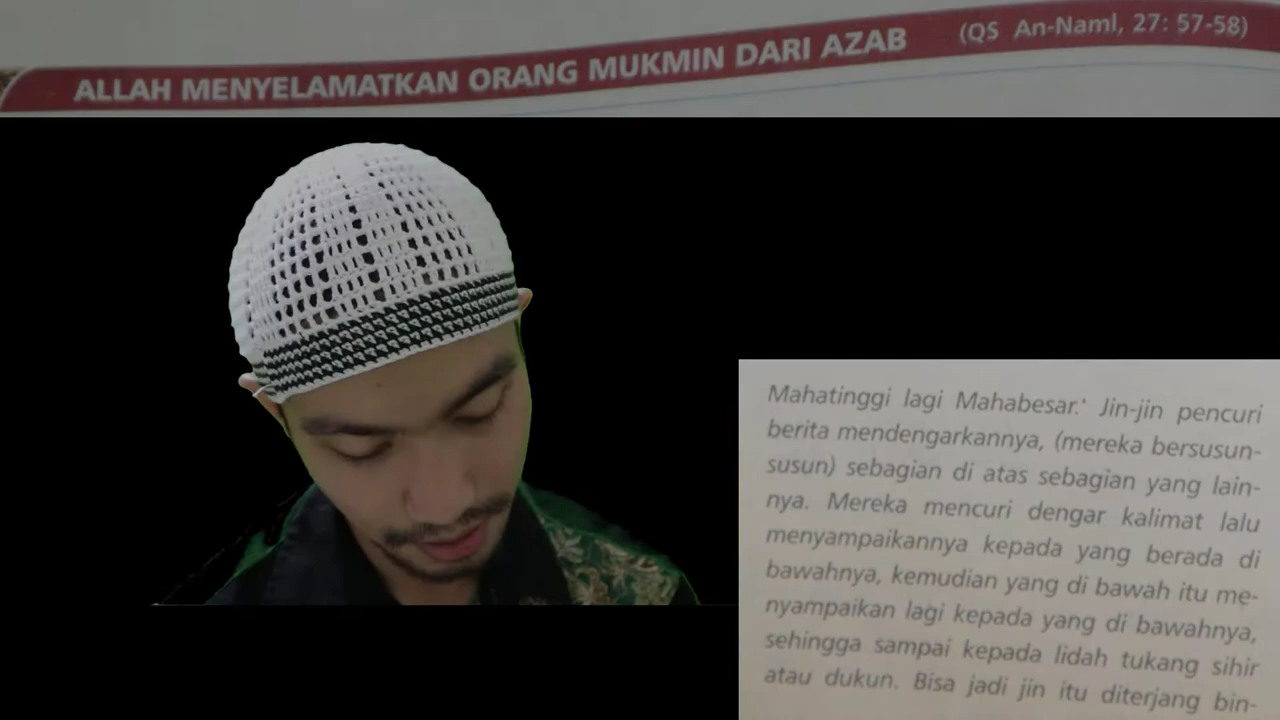 ALLAH MENYELAMATKAN ORANG MUKMIN DARI AZAB (QS An-Naml, 27: 57-58)
Mahatinggi lagi Mahabesar.' Jin-jin pencuri
berita mendengarkannya, (mereka bersusun-
susun) sebagian di atas sebagian yang lain-
nya. Mereka mencuri dengar kalimat lalu
menyampaikannya kepada yang berada di
bawahnya, kemudian yang di bawah itu me-
nyampaikan lagi kepada yang di bawahnya,
sehingga sampai kepada lidah tukang sihir
atau dukun. Bisa jadi jin itu diterjang bin-